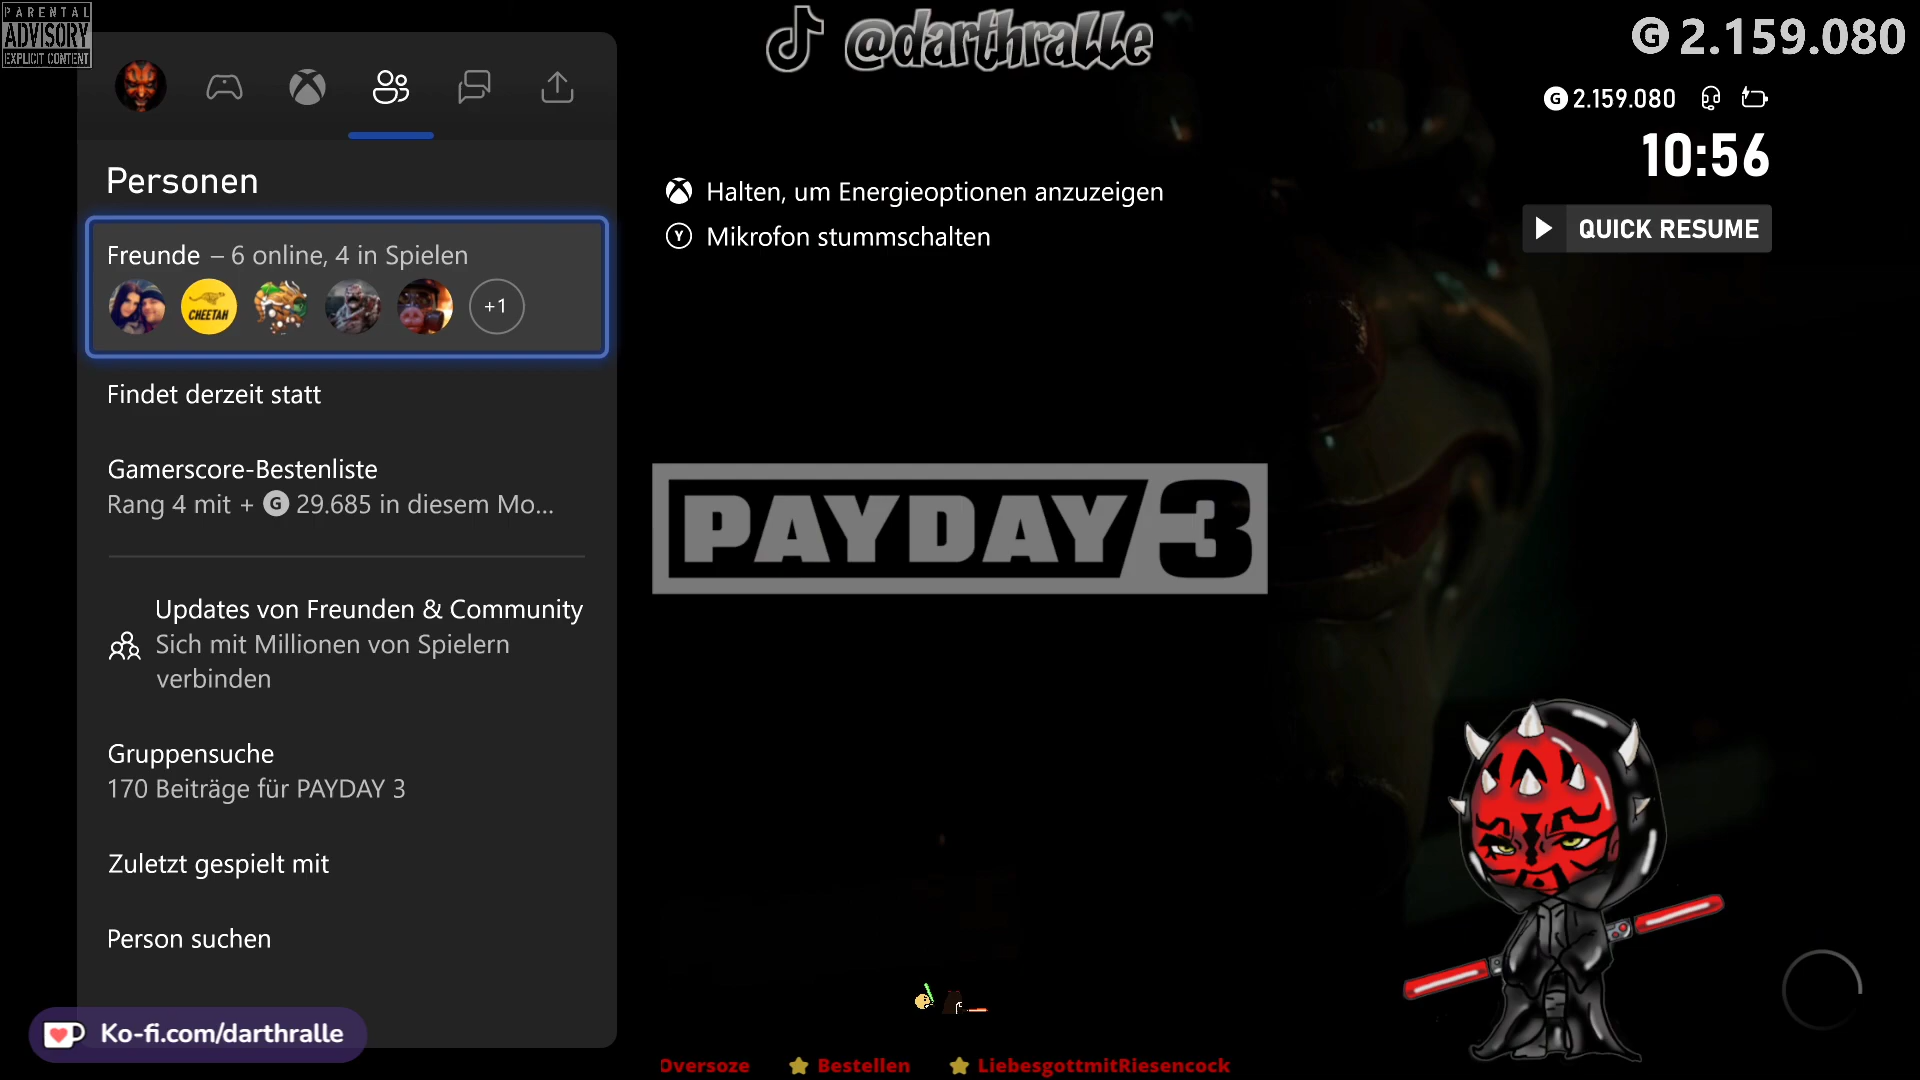 PARENTAL
ADVISORY
EXPLICIT CONTENT
@darthralle
2.159.080
2.159.080
10:56
QUICK RESUME
Personen
Freunde – 6 online, 4 in Spielen
CHEETAH
+1
Findet derzeit statt
Gamerscore-Bestenliste
Rang 4 mit + G 29.685 in diesem Mo...
Updates von Freunden & Community
Sich mit Millionen von Spielern
verbinden
Gruppensuche
170 Beiträge für PAYDAY 3
Zuletzt gespielt mit
Person suchen
Ko-fi.com/darthralle
Halten, um Energieoptionen anzuzeigen
Y Mikrofon stummschalten
PAYDAY 3
Oversoze Bestellen LiebesgottmitRiesencock